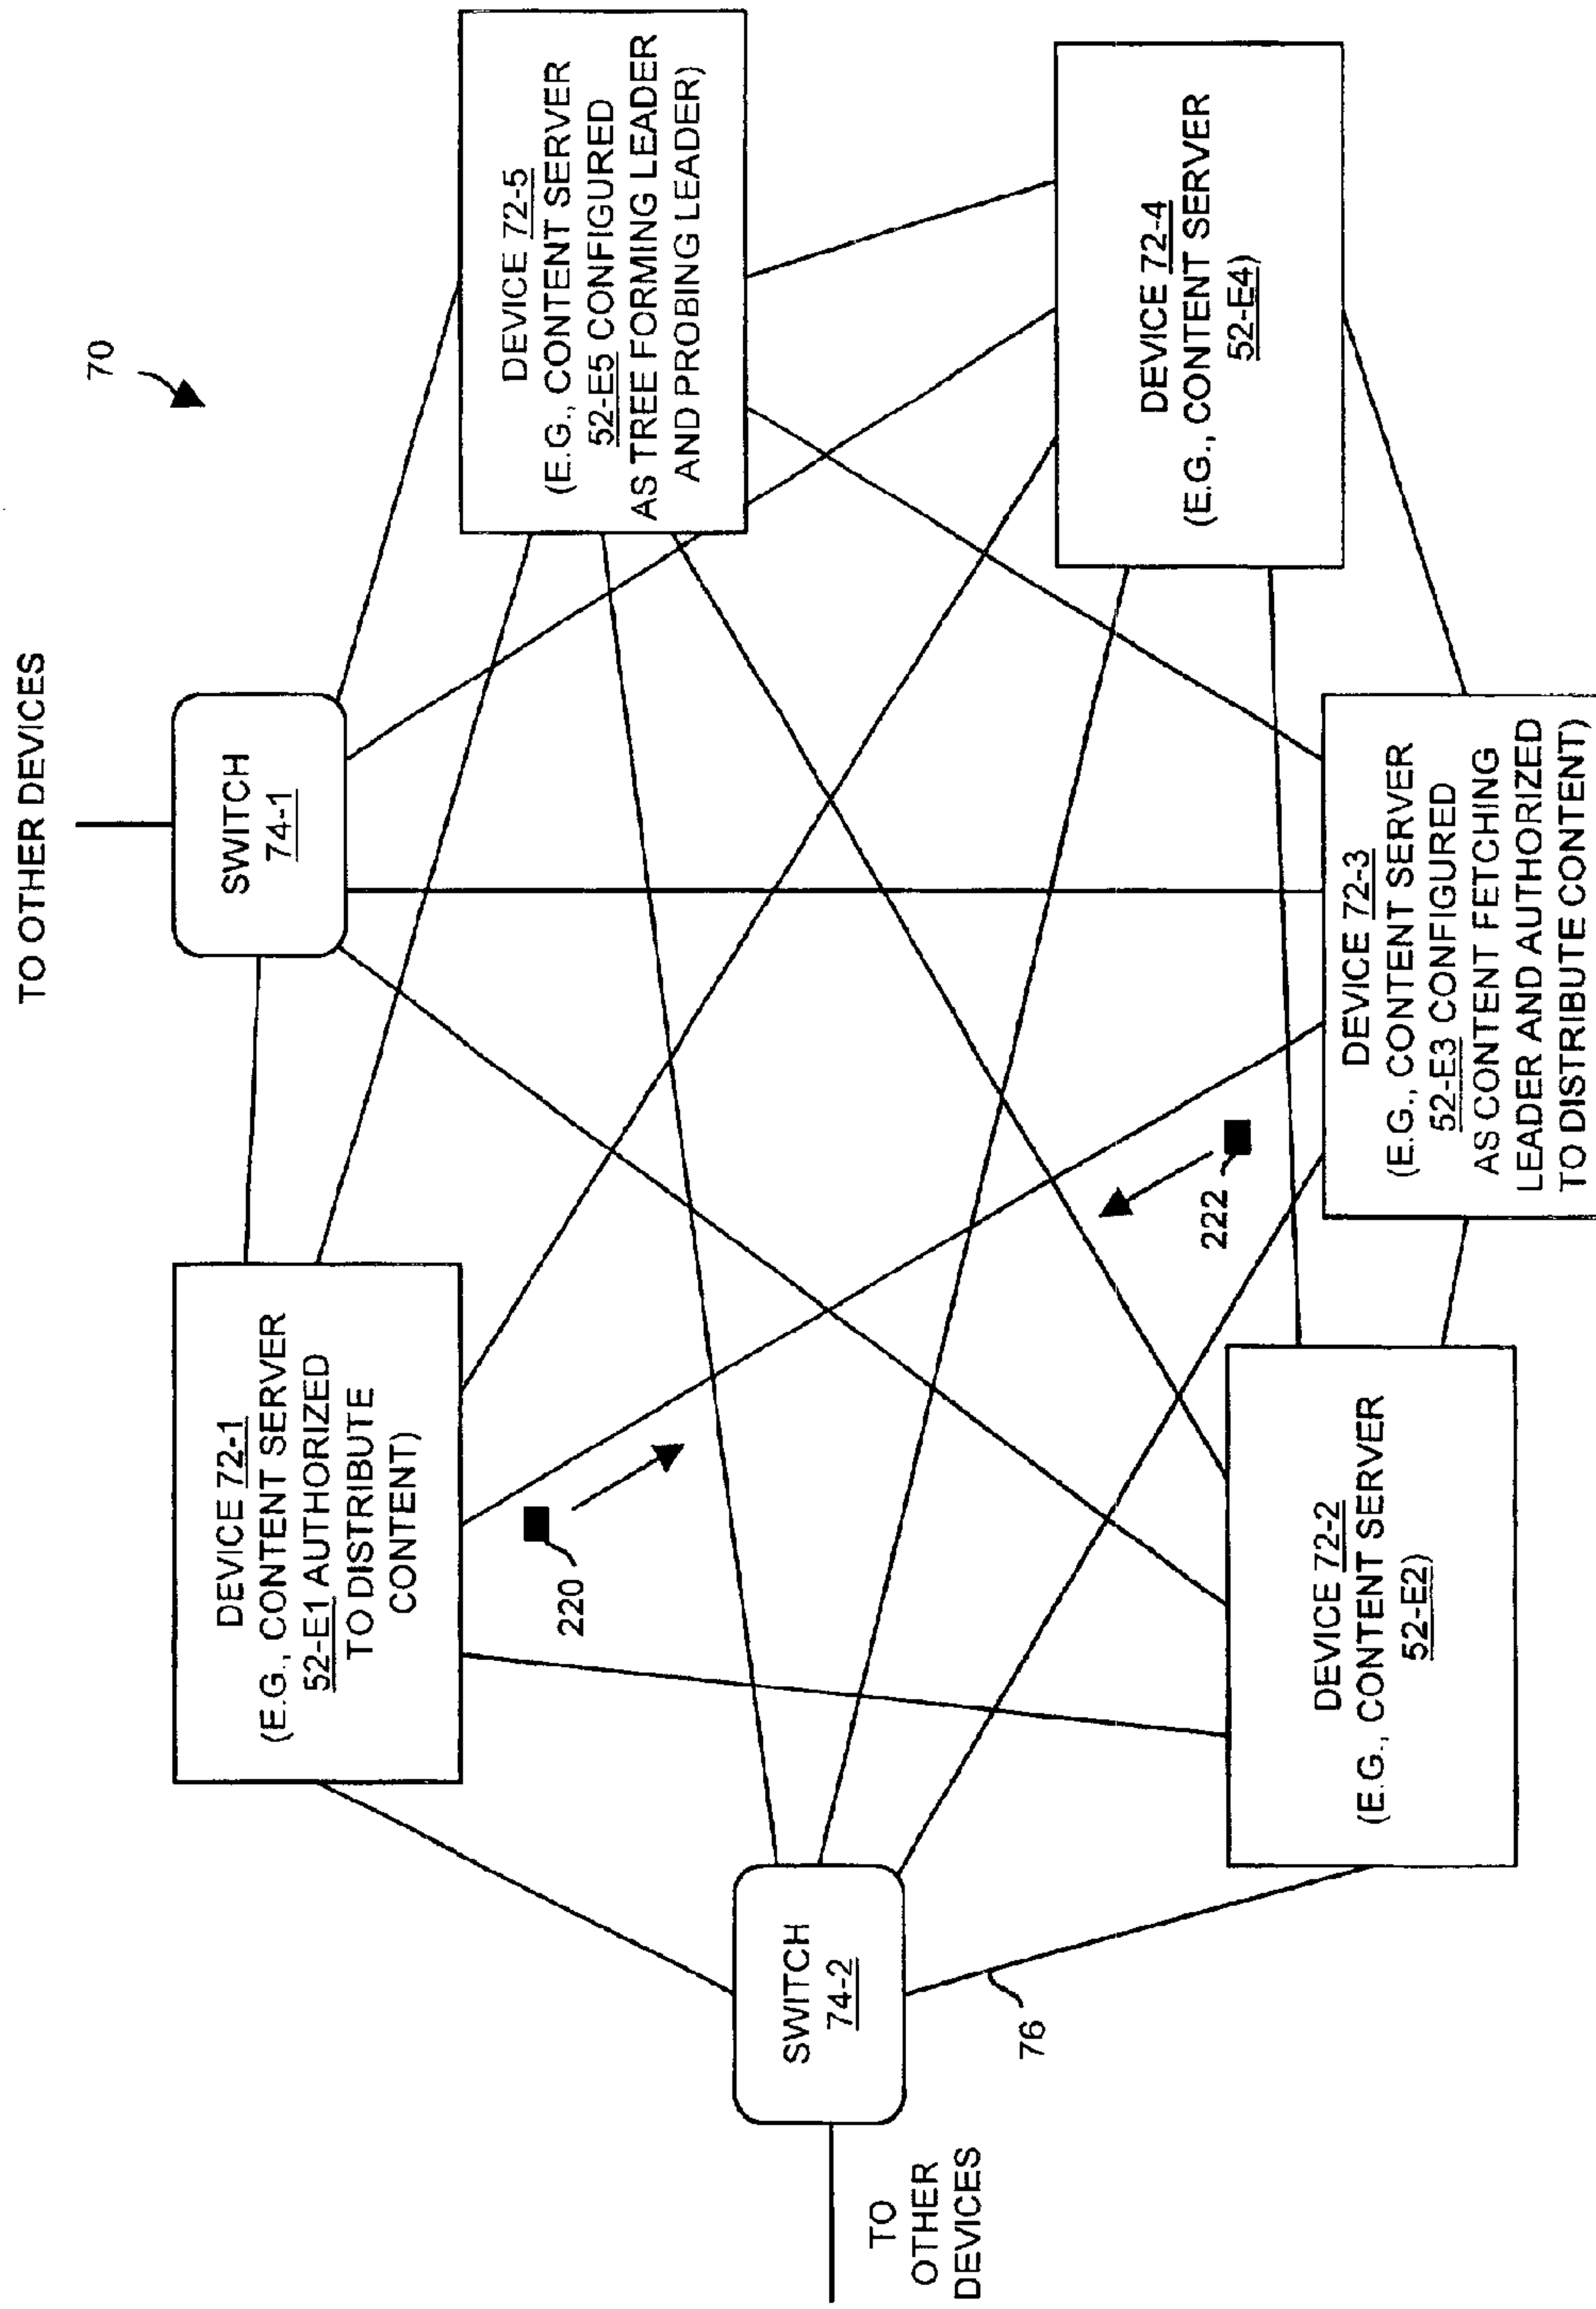 70
TO OTHER DEVICES
SWITCH
74-1
DEVICE 72-1
(E.G., CONTENT SERVER
52-E1 AUTHORIZED
TO DISTRIBUTE
CONTENT)
DEVICE 72-5
(E.G., CONTENT SERVER
52-E5 CONFIGURED
AS TREE FORMING LEADER
AND PROBING LEADER)
220
SWITCH
74-2
TO
OTHER
DEVICES
76
222
DEVICE 72-4
(E.G., CONTENT SERVER
52-E4)
DEVICE 72-2
(E.G., CONTENT SERVER
52-E2)
DEVICE 72-3
(E.G., CONTENT SERVER
52-E3 CONFIGURED
AS CONTENT FETCHING
LEADER AND AUTHORIZED
TO DISTRIBUTE CONTENT)